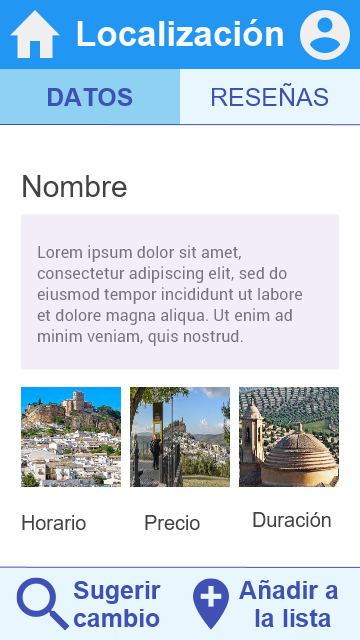 Localización
DATOS
RESEÑAS
Nombre
Lorem ipsum dolor sit amet,
consectetur adipiscing elit, sed do
eiusmod tempor incididunt ut labore
et dolore magna aliqua. Ut enim ad
minim veniam, quis nostrud.
Horario
Precio
Duración
Sugerir
cambio
Añadir a
la lista